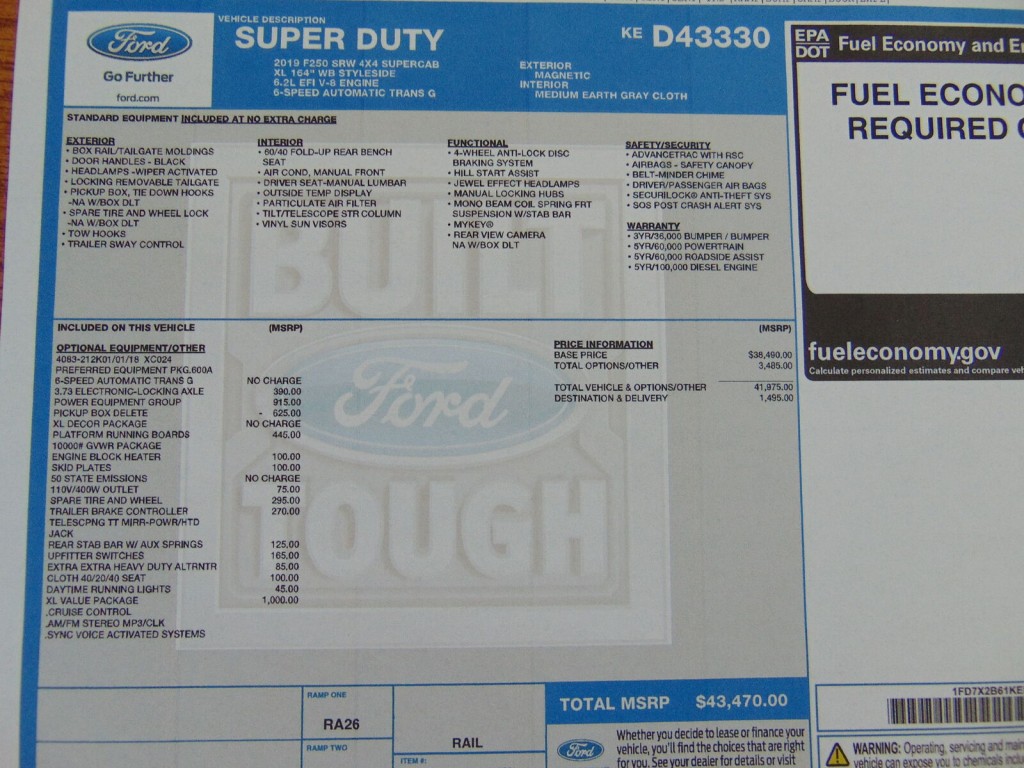 Ford
Go Further
ford.com
VEHICLE DESCRIPTION
SUPER DUTY
2019 F250 SRW 4X4 SUPERCAB
XL 164" WB STYLESIDE
6.2L EFI V-8 ENGINE
6-SPEED AUTOMATIC TRANS G
KE D43330
EXTERIOR
MAGNETIC
INTERIOR
MEDIUM EARTH GRAY CLOTH
STANDARD EQUIPMENT INCLUDED AT NO EXTRA CHARGE
EXTERIOR
• BOX RAIL/TAILGATE MOLDINGS
• DOOR HANDLES - BLACK
• HEADLAMPS -WIPER ACTIVATED
• LOCKING REMOVABLE TAILGATE
• PICKUP BOX, TIE DOWN HOOKS
-NA W/BOX DLT
• SPARE TIRE AND WHEEL LOCK
-NA W/BOX DLT
• TOW HOOKS
• TRAILER SWAY CONTROL
INTERIOR
• 60/40 FOLD-UP REAR BENCH
SEAT
• AIR COND, MANUAL FRONT
• DRIVER SEAT-MANUAL LUMBAR
• OUTSIDE TEMP DISPLAY
• PARTICULATE AIR FILTER
• TILT/TELESCOPE STR COLUMN
• VINYL SUN VISORS
FUNCTIONAL
• 4-WHEEL ANTI-LOCK DISC
BRAKING SYSTEM
• HILL START ASSIST
• JEWEL EFFECT HEADLAMPS
• MANUAL LOCKING HUBS
• MONO BEAM COIL SPRING FRT
SUSPENSION W/STAB BAR
• MYKEY®
• REAR VIEW CAMERA
NA W/BOX DLT
SAFETY/SECURITY
• ADVANCETRAC WITH RSC
• AIRBAGS - SAFETY CANOPY
• BELT-MINDER CHIME
• DRIVER/PASSENGER AIR BAGS
• SECURILOCK® ANTI-THEFT SYS
• SOS POST CRASH ALERT SYS
WARRANTY
• 3YR/36,000 BUMPER / BUMPER
• 5YR/60,000 POWERTRAIN
• 5YR/60,000 ROADSIDE ASSIST
• 5YR/100,000 DIESEL ENGINE
BUILT
Ford
TOUGH
INCLUDED ON THIS VEHICLE (MSRP)
OPTIONAL EQUIPMENT/OTHER
4083-212K01/01/18 XC024
PREFERRED EQUIPMENT PKG.600A
6-SPEED AUTOMATIC TRANS G NO CHARGE
3.73 ELECTRONIC-LOCKING AXLE 390.00
POWER EQUIPMENT GROUP 915.00
PICKUP BOX DELETE - 625.00
XL DECOR PACKAGE NO CHARGE
PLATFORM RUNNING BOARDS 445.00
10000# GVWR PACKAGE
ENGINE BLOCK HEATER 100.00
SKID PLATES 100.00
50 STATE EMISSIONS NO CHARGE
110V/400W OUTLET 75.00
SPARE TIRE AND WHEEL 295.00
TRAILER BRAKE CONTROLLER 270.00
TELESCPNG TT MIRR-POWR/HTD
JACK
REAR STAB BAR W/ AUX SPRINGS 125.00
UPFITTER SWITCHES 165.00
EXTRA EXTRA HEAVY DUTY ALTRNTR 85.00
CLOTH 40/20/40 SEAT 100.00
DAYTIME RUNNING LIGHTS 45.00
XL VALUE PACKAGE 1,000.00
.CRUISE CONTROL
.AM/FM STEREO MP3/CLK
.SYNC VOICE ACTIVATED SYSTEMS
(MSRP)
PRICE INFORMATION
BASE PRICE $38,490.00
TOTAL OPTIONS/OTHER 3,485.00
TOTAL VEHICLE & OPTIONS/OTHER 41,975.00
DESTINATION & DELIVERY 1,495.00
RAMP ONE
RA26
RAMP TWO
RAIL
ITEM #:
TOTAL MSRP $43,470.00
Ford
Whether you decide to lease or finance your
vehicle, you'll find the choices that are right
for you. See your dealer for details or visit
EPA
DOT
Fuel Economy and E
FUEL ECONO
REQUIRED
fueleconomy.gov
Calculate personalized estimates and compare veh
1FD7X2B61KE
WARNING: Operating, servicing and main
vehicle can expose you to chemicals inclu